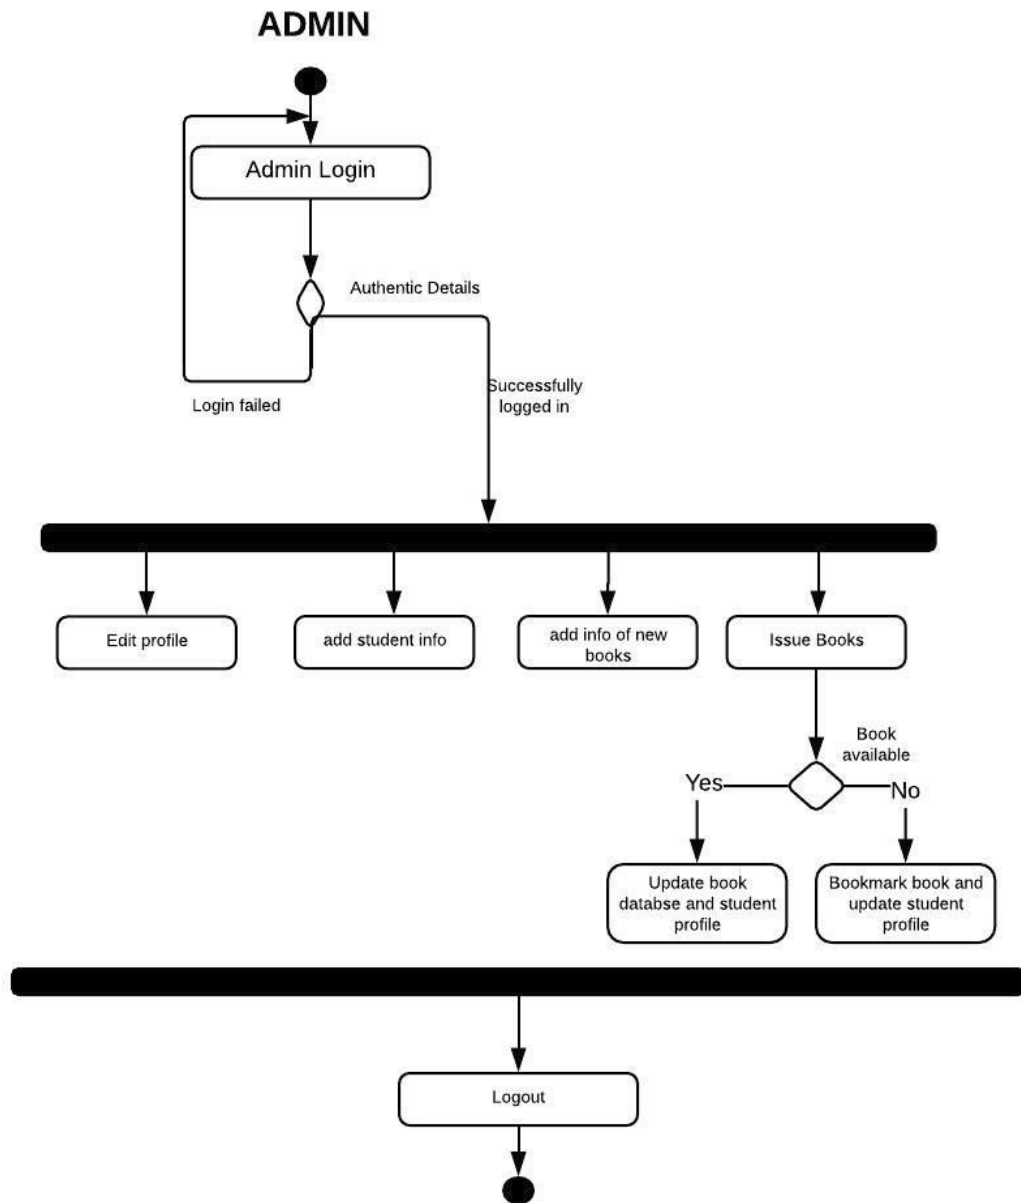 ADMIN
Admin Login
Authentic Details
Successfully
logged in
Login failed
Edit profile
add student info
add info of new
books
Issue Books
Book
available
Yes
No
Update book
databse and student
profile
Bookmark book and
update student
profile
Logout